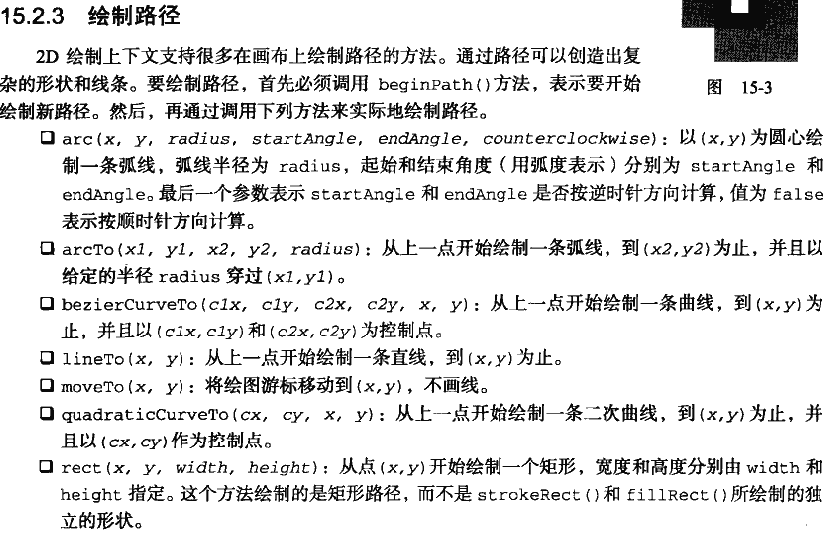 15.2.3 绘制路径
2D 绘制上下文支持很多在画布上绘制路径的方法。通过路径可以创造出复
杂的形状和线条。要绘制路径，首先必须调用 beginPath()方法，表示要开始
绘制新路径。然后，再通过调用下列方法来实际地绘制路径。
图 15-3
❑ arc(x, y, radius, startAngle, endAngle, counterclockwise)：以(x,y)为圆心绘
制一条弧线，弧线半径为 radius，起始和结束角度（用弧度表示）分别为 startAngle 和
endAngle。最后一个参数表示 startAngle 和 endAngle 是否按逆时针方向计算，值为 false
表示按顺时针方向计算。
❑ arcTo(x1, y1, x2, y2, radius)：从上一点开始绘制一条弧线，到(x2,y2)为止，并且以
给定的半径 radius 穿过(x1,y1)。
❑ bezierCurveTo(c1x, c1y, c2x, c2y, x, y)：从上一点开始绘制一条曲线，到(x,y)为
止，并且以(c1x,c1y)和(c2x,c2y)为控制点。
❑ lineTo(x, y)：从上一点开始绘制一条直线，到(x,y)为止。
❑ moveTo(x, y)：将绘图游标移动到(x,y)，不画线。
❑ quadraticCurveTo(cx, cy, x, y)：从上一点开始绘制一条二次曲线，到(x,y)为止，并
且以(cx,cy)作为控制点。
❑ rect(x, y, width, height)：从点(x,y)开始绘制一个矩形，宽度和高度分别由 width 和
height 指定。这个方法绘制的是矩形路径，而不是 strokeRect()和 fillRect()所绘制的独
立的形状。